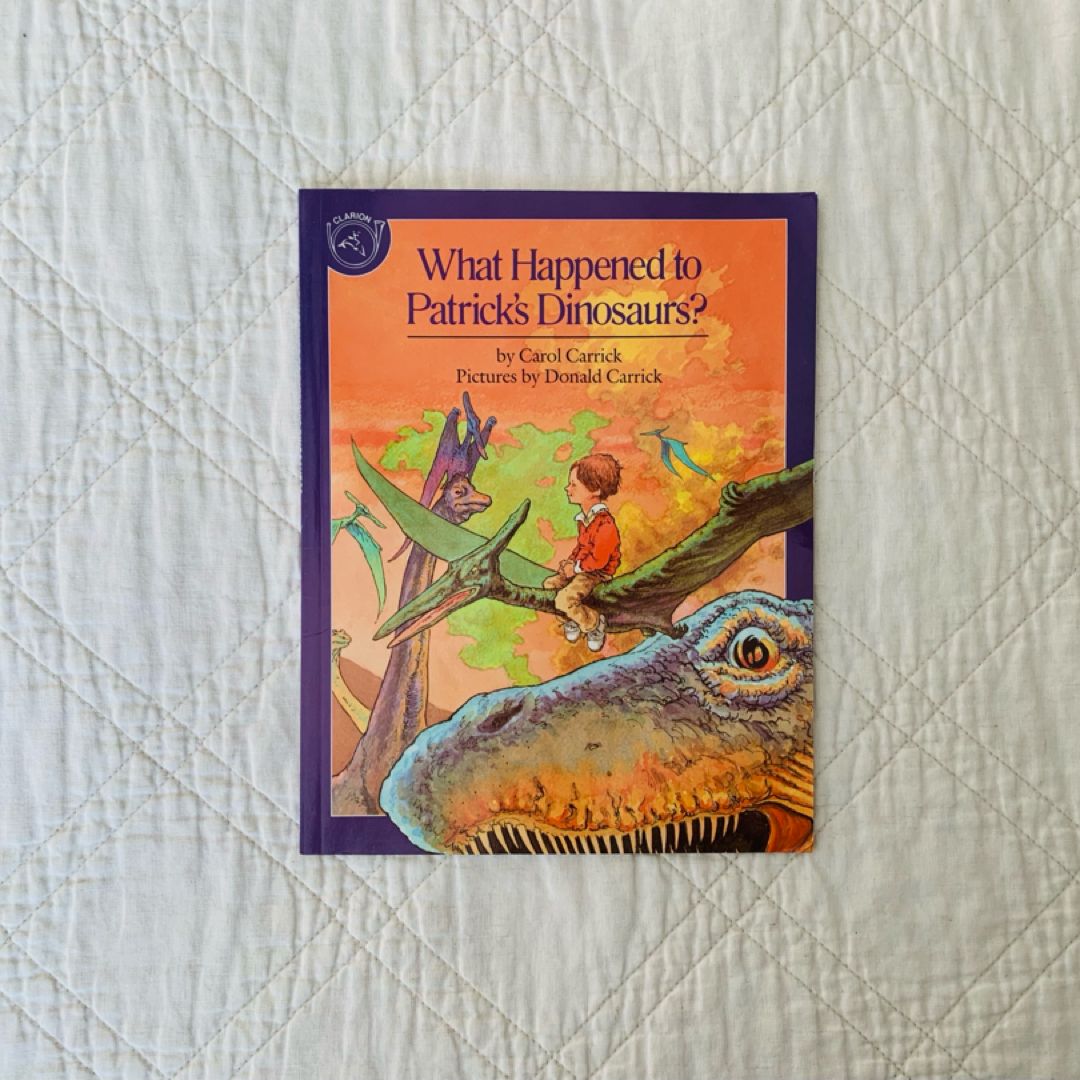 CLARION
What Happened to
Patrick's Dinosaurs?
by Carol Carrick
Pictures by Donald Carrick